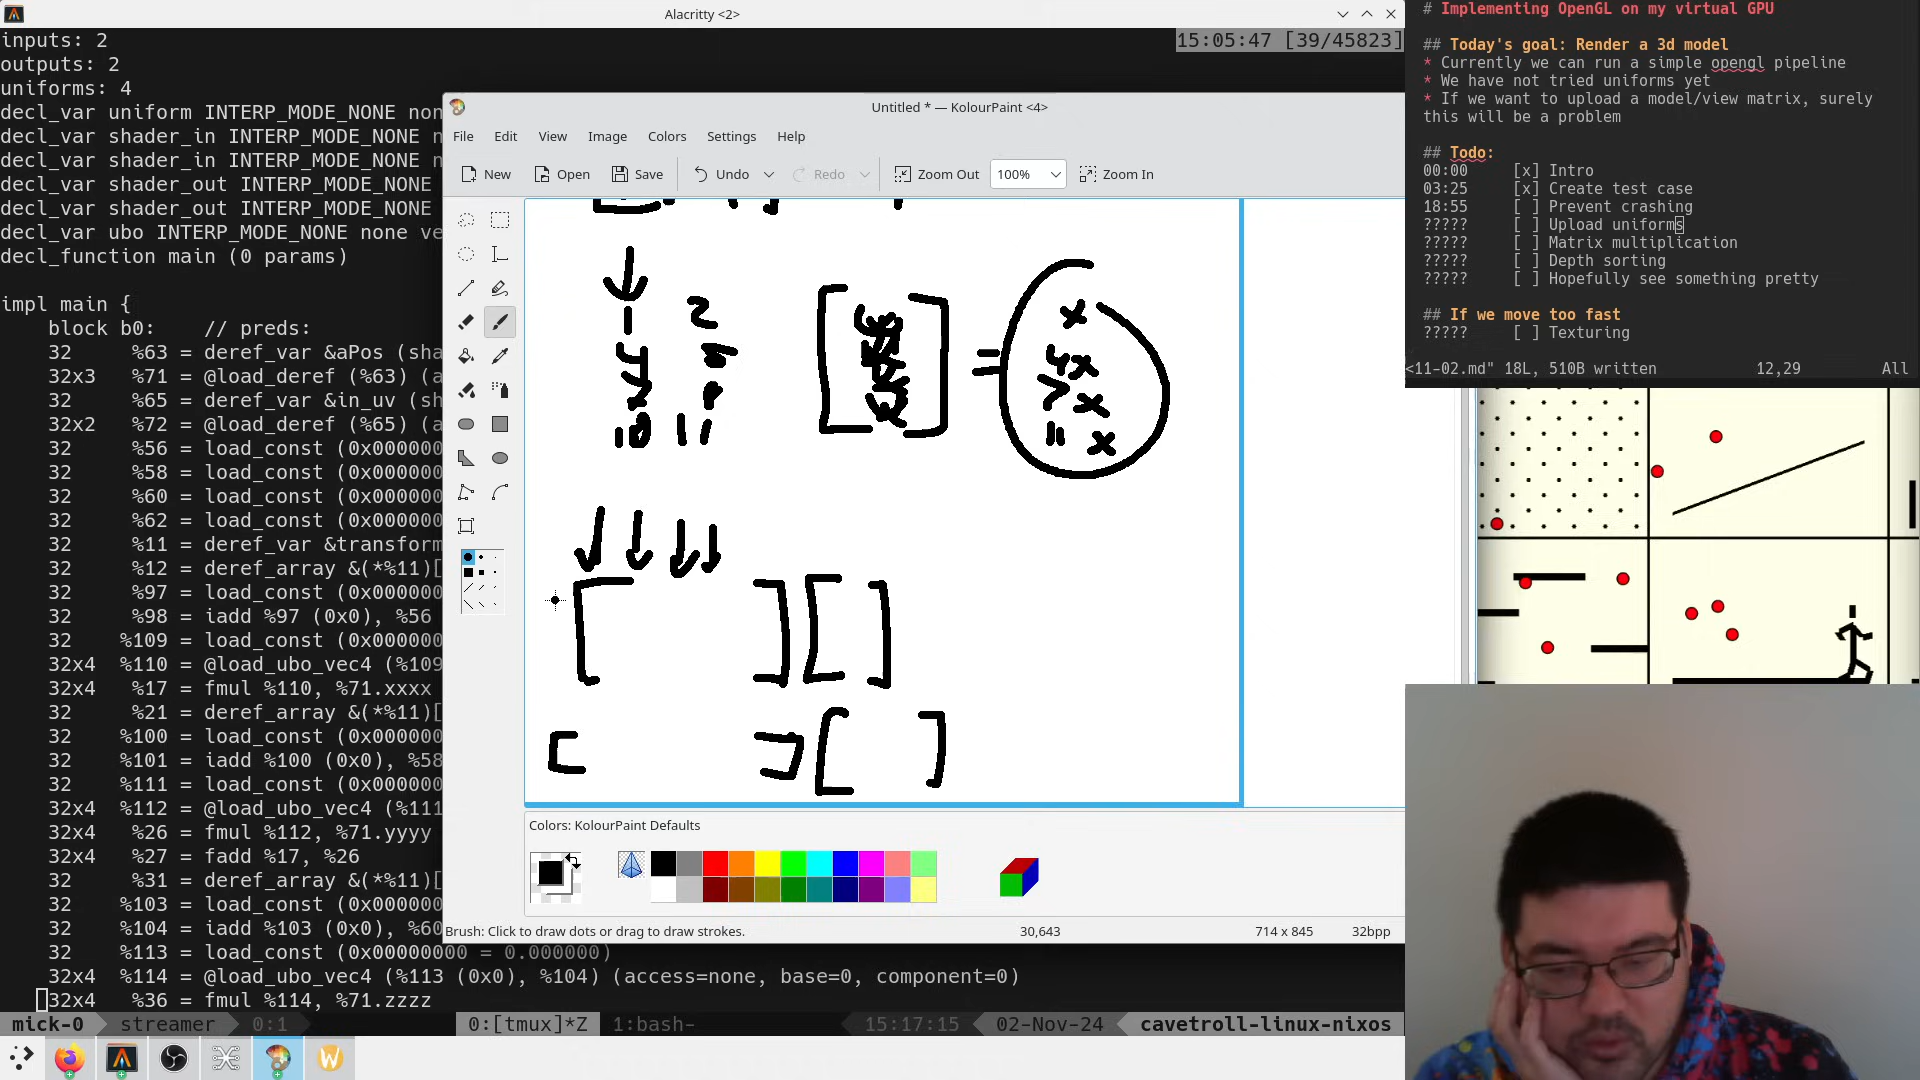 Alacritty <2>
inputs: 2
outputs: 2
uniforms: 4
15:05:47 [39/45823]
decl_var uniform INTERP_MODE_NONE non
decl_var shader_in INTERP_MODE_NONE n
decl_var shader_in INTERP_MODE_NONE n
decl_var shader_out INTERP_MODE_NONE
decl_var shader_out INTERP_MODE_NONE
decl_var ubo INTERP_MODE_NONE none ve
decl_function main (0 params)
impl main {
block b0: // preds:
32 %63 = deref_var &aPos (sha
32x3 %71 = @load_deref (%63) (a
32 %65 = deref_var &in_uv (sh
32x2 %72 = @load_deref (%65) (a
32 %56 = load_const (0x000000
32 %58 = load_const (0x000000
32 %60 = load_const (0x000000
32 %62 = load_const (0x000000
32 %11 = deref_var &transform
32 %12 = deref_array &(*%11)[
32 %97 = load_const (0x000000
32 %98 = iadd %97 (0x0), %56
32 %109 = load_const (0x000000
32x4 %110 = @load_ubo_vec4 (%109
32x4 %17 = fmul %110, %71.xxxx
32 %21 = deref_array &(*%11)[
32 %100 = load_const (0x000000
32 %101 = iadd %100 (0x0), %58
32 %111 = load_const (0x000000
32x4 %112 = @load_ubo_vec4 (%111
32x4 %26 = fmul %112, %71.yyyy
32x4 %27 = fadd %17, %26
32 %31 = deref_array &(*%11)[
32 %103 = load_const (0x000000
32 %104 = iadd %103 (0x0), %60
32 %113 = load_const (0x00000000 = 0.000000)
32x4 %114 = @load_ubo_vec4 (%113 (0x0), %104) (access=none, base=0, component=0)
32x4 %36 = fmul %114, %71.zzzz
mick-0 streamer 0:1 0:[tmux]*Z 1:bash- 15:17:15 02-Nov-24 cavetroll-linux-nixos
Untitled * — KolourPaint <4>
File Edit View Image Colors Settings Help
New Open Save Undo Redo Zoom Out 100% Zoom In
1 2
x
4x
10 11
x
11 x
=
Colors: KolourPaint Defaults
Brush: Click to draw dots or drag to draw strokes. 30,643 714 x 845 32bpp
# Implementing OpenGL on my virtual GPU
## Today's goal: Render a 3d model
* Currently we can run a simple opengl pipeline
* We have not tried uniforms yet
* If we want to upload a model/view matrix, surely
this will be a problem
## Todo:
00:00 [x] Intro
03:25 [x] Create test case
18:55 [ ] Prevent crashing
????? [ ] Upload uniforms
????? [ ] Matrix multiplication
????? [ ] Depth sorting
????? [ ] Hopefully see something pretty
## If we move too fast
????? [ ] Texturing
<11-02.md" 18L, 510B written 12,29 All